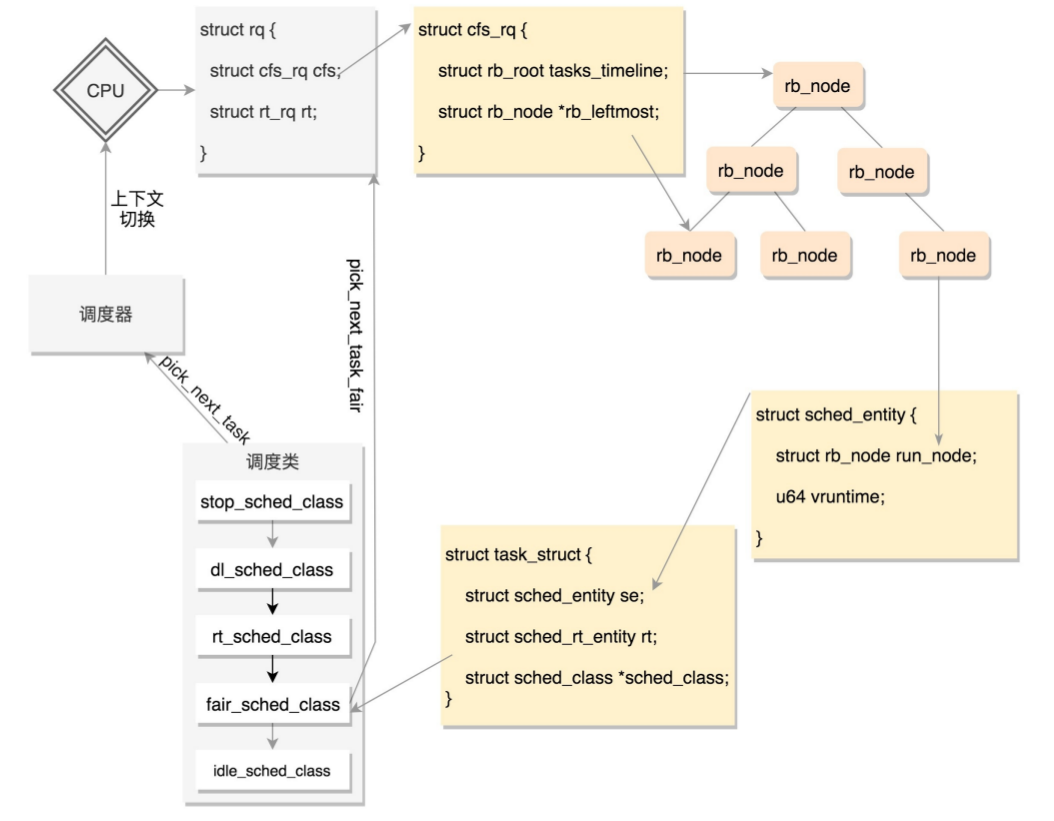 CPU
struct rq {
struct cfs_rq cfs;
struct rt_rq rt;
}
struct cfs_rq {
struct rb_root tasks_timeline;
struct rb_node *rb_leftmost;
}
rb_node
rb_node
rb_node
rb_node
rb_node
rb_node
上下文
切换
调度器
pick_next_task
pick_next_task_fair
调度类
stop_sched_class
dl_sched_class
rt_sched_class
fair_sched_class
idle_sched_class
struct sched_entity {
struct rb_node run_node;
u64 vruntime;
}
struct task_struct {
struct sched_entity se;
struct sched_rt_entity rt;
struct sched_class *sched_class;
}